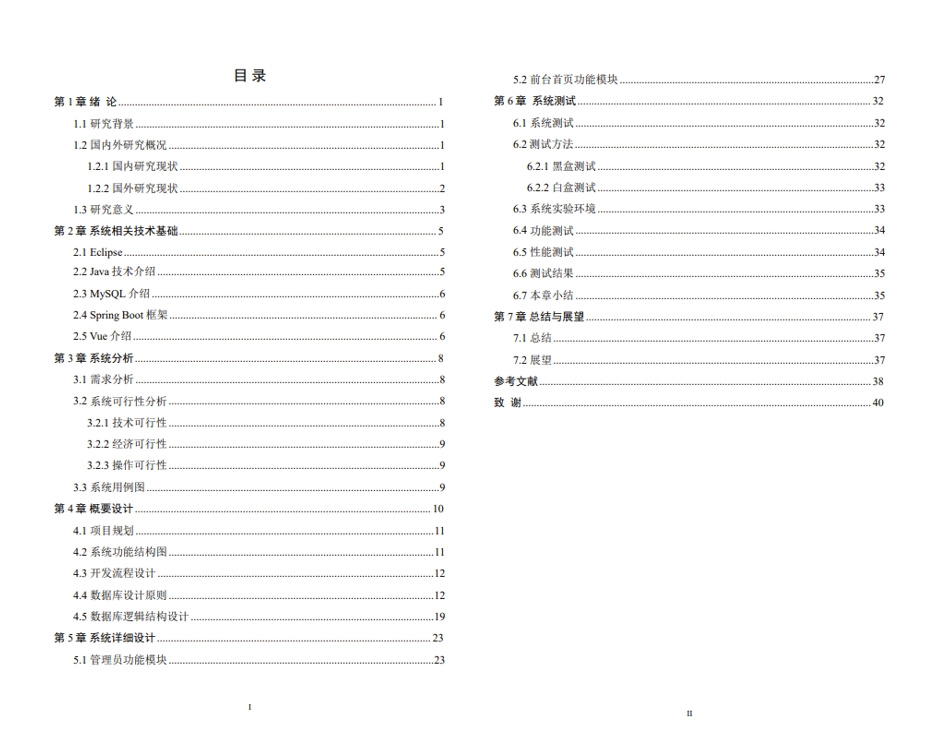 目 录
第 1 章 绪 论 1
1.1 研究背景 1
1.2 国内外研究概况 1
1.2.1 国内研究现状 1
1.2.2 国外研究现状 2
1.3 研究意义 3
第 2 章 系统相关技术基础 5
2.1 Eclipse 5
2.2 Java 技术介绍 5
2.3 MySQL 介绍 6
2.4 Spring Boot 框架 6
2.5 Vue 介绍 6
第 3 章 系统分析 8
3.1 需求分析 8
3.2 系统可行性分析 8
3.2.1 技术可行性 8
3.2.2 经济可行性 9
3.2.3 操作可行性 9
3.3 系统用例图 9
第 4 章 概要设计 10
4.1 项目规划 11
4.2 系统功能结构图 11
4.3 开发流程设计 12
4.4 数据库设计原则 12
4.5 数据库逻辑结构设计 19
第 5 章 系统详细设计 23
5.1 管理员功能模块 23
I
5.2 前台首页功能模块 27
第 6 章 系统测试 32
6.1 系统测试 32
6.2 测试方法 32
6.2.1 黑盒测试 32
6.2.2 白盒测试 33
6.3 系统实验环境 33
6.4 功能测试 34
6.5 性能测试 34
6.6 测试结果 35
6.7 本章小结 35
第 7 章 总结与展望 37
7.1 总结 37
7.2 展望 37
参考文献 38
致 谢 40
II